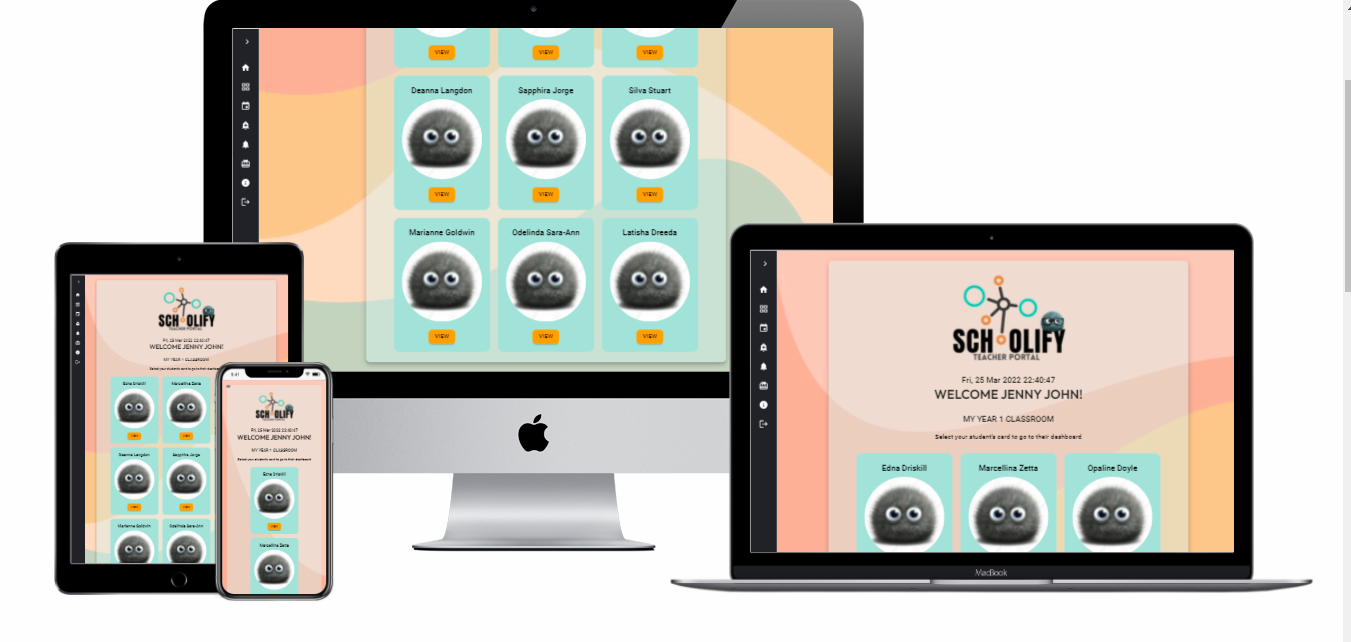 VIEW VIEW VIEW
Deanna Langdon Sapphira Jorge Silva Stuart
VIEW VIEW VIEW
Marianne Goldwin Odelinda Sara-Ann Latisha Dreeda
VIEW VIEW VIEW
SCHOLIFY
TEACHER PORTAL
Fri, 25 Mar 2022 22:40:47
WELCOME JENNY JOHN!
MY YEAR 1 CLASSROOM
Select your student's card to go to their dashboard
Edna Driskill Marcellina Zetta
VIEW VIEW
Deanna Langdon Sapphira Jorge
VIEW VIEW
Marianne Goldwin Odelinda Sara-Ann
9:41
SCHOLIFY
Fri, 25 Mar 2022 22:40:47
WELCOME JENNY JOHN!
MY YEAR 1 CLASSROOM
Select your student's card to go to their dashboard
Edna Driskill
VIEW
Marcellina Zetta
SCHOLIFY
TEACHER PORTAL
Fri, 25 Mar 2022 22:40:47
WELCOME JENNY JOHN!
MY YEAR 1 CLASSROOM
Select your student's card to go to their dashboard
Edna Driskill Marcellina Zetta Opaline Doyle
MacBook